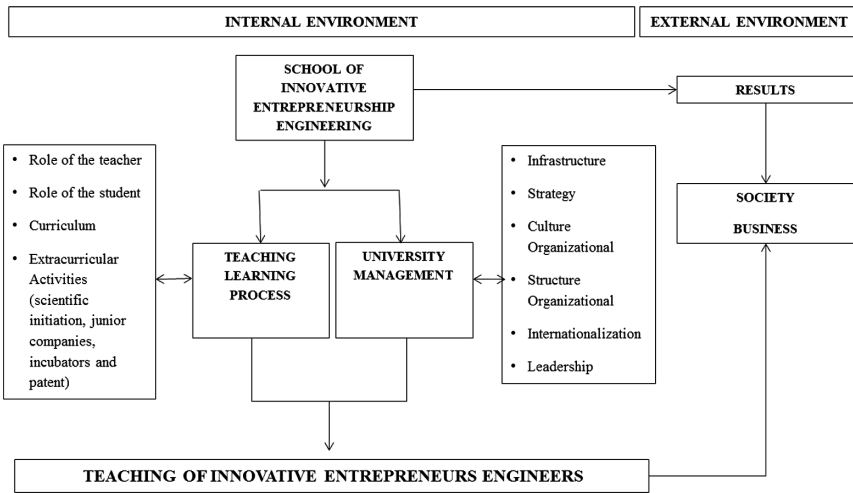 INTERNAL ENVIRONMENT
EXTERNAL ENVIRONMENT
SCHOOL OF
INNOVATIVE
ENTREPRENEURSHIP
ENGINEERING
RESULTS
• Role of the teacher
• Role of the student
• Curriculum
• Extracurricular
Activities
(scientific
initiation, junior
companies,
incubators and
patent)
TEACHING
LEARNING
PROCESS
UNIVERSITY
MANAGEMENT
• Infrastructure
• Strategy
• Culture
Organizational
• Structure
Organizational
• Internationalization
• Leadership
SOCIETY
BUSINESS
TEACHING OF INNOVATIVE ENTREPRENEURS ENGINEERS